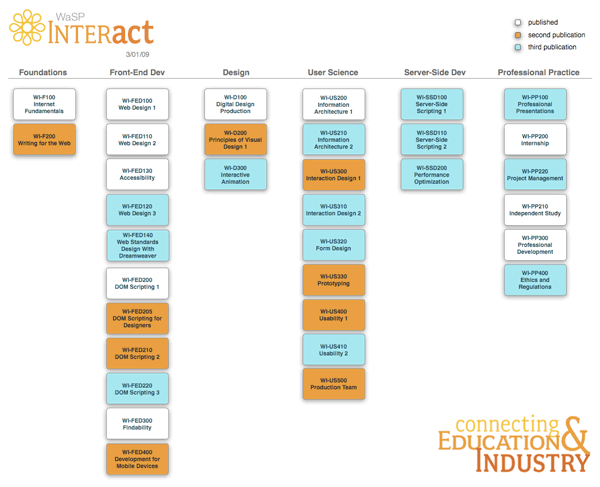 WaSP
INTERACT
3/01/09
published
second publication
third publication
Foundations
WI-F100
Internet
Fundamentals
WI-F200
Writing for the Web
Front-End Dev
WI-FED100
Web Design 1
WI-FED110
Web Design 2
WI-FED130
Accessibility
WI-FED120
Web Design 3
WI-FED140
Web Standards
Design With
Dreamweaver
WI-FED200
DOM Scripting 1
WI-FED205
DOM Scripting for
Designers
WI-FED210
DOM Scripting 2
WI-FED220
DOM Scripting 3
WI-FED300
Findability
WI-FED400
Development for
Mobile Devices
Design
WI-D100
Digital Design
Production
WI-D200
Principles of Visual
Design 1
WI-D300
Interactive
Animation
User Science
WI-US200
Information
Architecture 1
WI-US210
Information
Architecture 2
WI-US300
Interaction Design 1
WI-US310
Interaction Design 2
WI-US320
Form Design
WI-US330
Prototyping
WI-US400
Usability 1
WI-US410
Usability 2
WI-US500
Production Team
Server-Side Dev
WI-SSD100
Server-Side
Scripting 1
WI-SSD110
Server-Side
Scripting 2
WI-SSD200
Performance
Optimization
Professional Practice
WI-PP100
Professional
Presentations
WI-PP200
Internship
WI-PP220
Project Management
WI-PP210
Independent Study
WI-PP300
Professional
Development
WI-PP400
Ethics and
Regulations
connecting
EDUCATION &
INDUSTRY